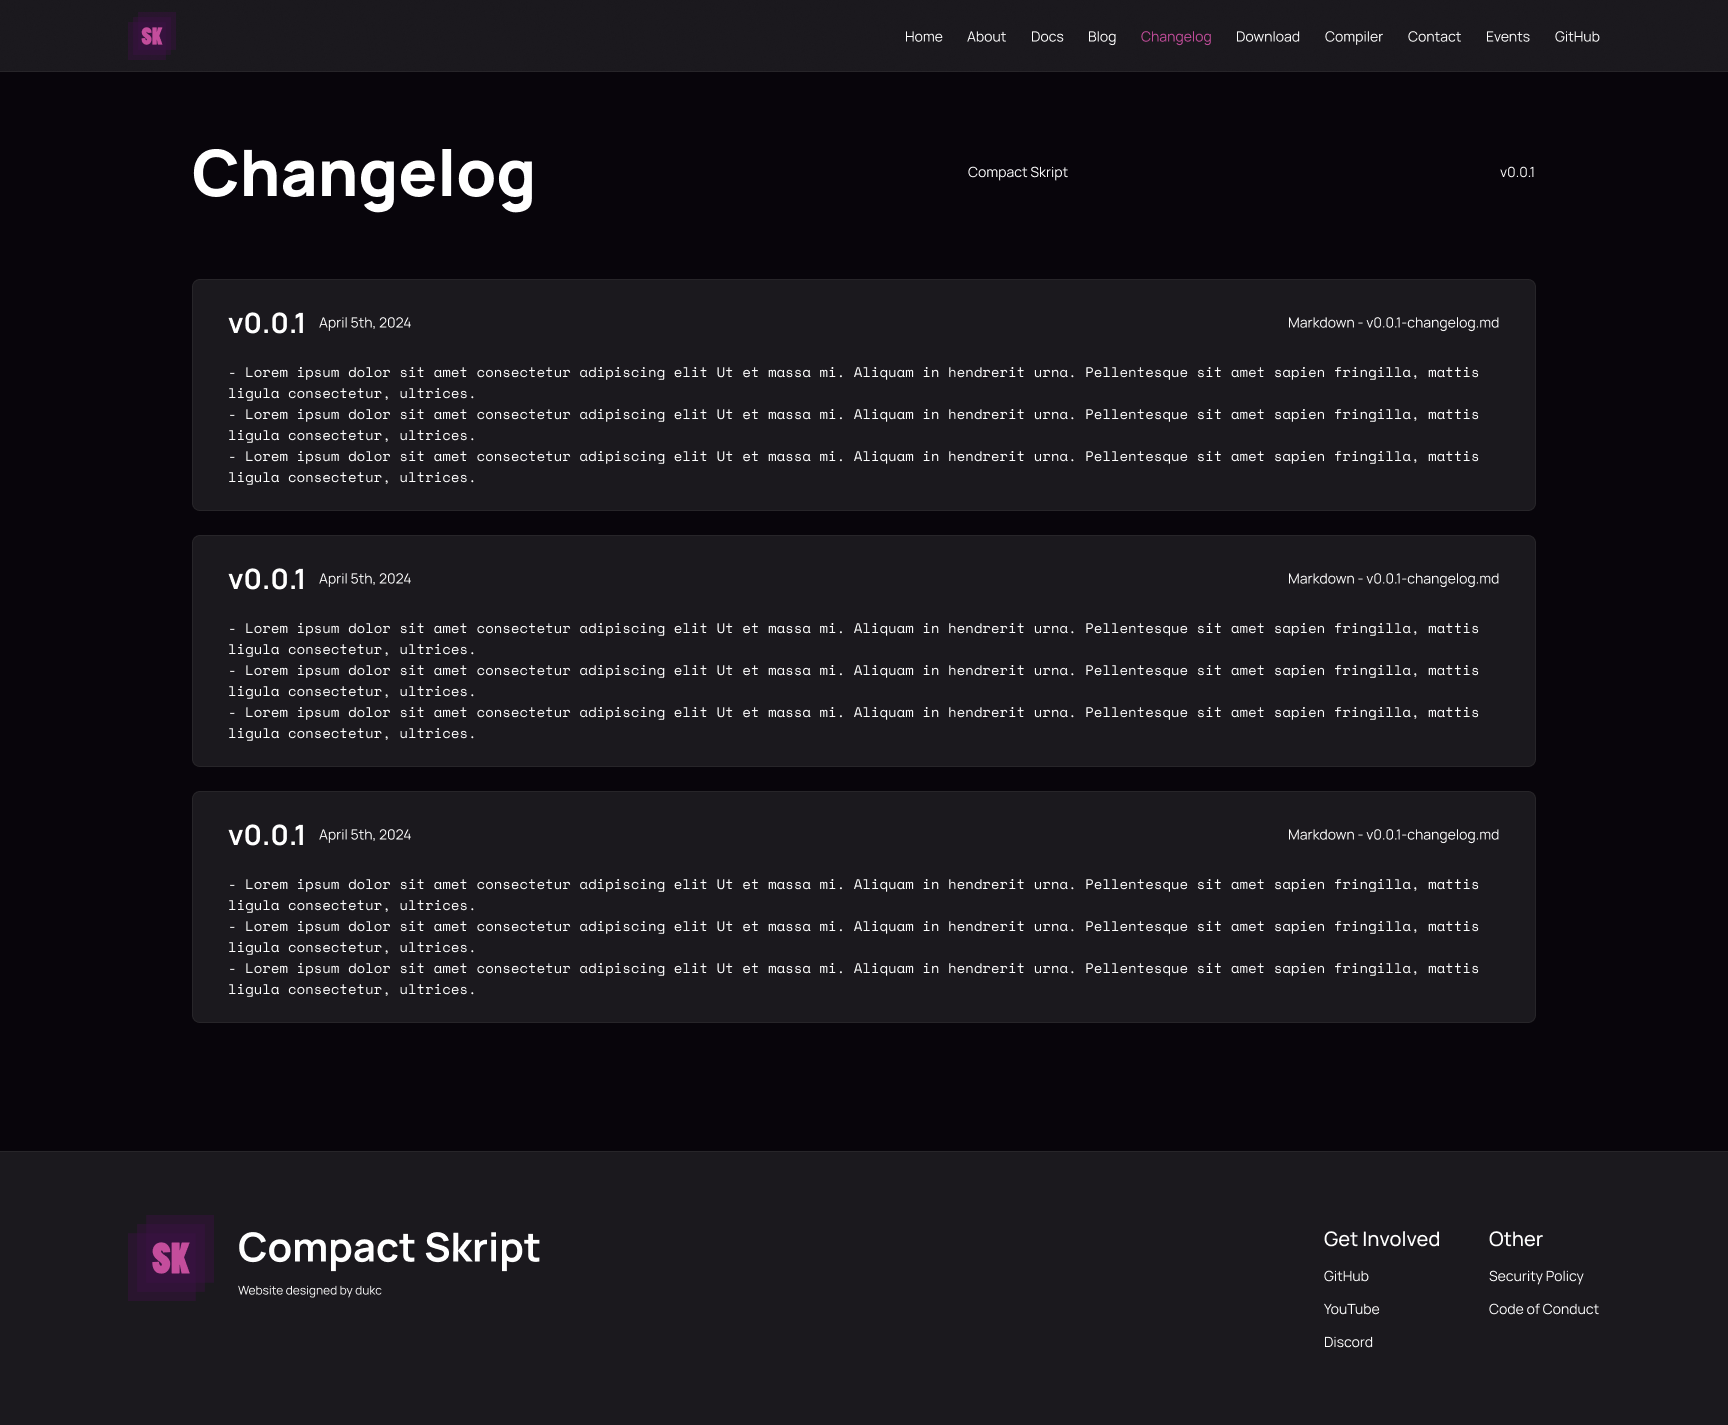 SK
Home About Docs Blog Changelog Download Compiler Contact Events GitHub
Changelog
Compact Skript
v0.0.1
v0.0.1 April 5th, 2024
Markdown - v0.0.1-changelog.md
- Lorem ipsum dolor sit amet consectetur adipiscing elit Ut et massa mi. Aliquam in hendrerit urna. Pellentesque sit amet sapien fringilla, mattis
ligula consectetur, ultrices.
- Lorem ipsum dolor sit amet consectetur adipiscing elit Ut et massa mi. Aliquam in hendrerit urna. Pellentesque sit amet sapien fringilla, mattis
ligula consectetur, ultrices.
- Lorem ipsum dolor sit amet consectetur adipiscing elit Ut et massa mi. Aliquam in hendrerit urna. Pellentesque sit amet sapien fringilla, mattis
ligula consectetur, ultrices.
v0.0.1 April 5th, 2024
Markdown - v0.0.1-changelog.md
- Lorem ipsum dolor sit amet consectetur adipiscing elit Ut et massa mi. Aliquam in hendrerit urna. Pellentesque sit amet sapien fringilla, mattis
ligula consectetur, ultrices.
- Lorem ipsum dolor sit amet consectetur adipiscing elit Ut et massa mi. Aliquam in hendrerit urna. Pellentesque sit amet sapien fringilla, mattis
ligula consectetur, ultrices.
- Lorem ipsum dolor sit amet consectetur adipiscing elit Ut et massa mi. Aliquam in hendrerit urna. Pellentesque sit amet sapien fringilla, mattis
ligula consectetur, ultrices.
v0.0.1 April 5th, 2024
Markdown - v0.0.1-changelog.md
- Lorem ipsum dolor sit amet consectetur adipiscing elit Ut et massa mi. Aliquam in hendrerit urna. Pellentesque sit amet sapien fringilla, mattis
ligula consectetur, ultrices.
- Lorem ipsum dolor sit amet consectetur adipiscing elit Ut et massa mi. Aliquam in hendrerit urna. Pellentesque sit amet sapien fringilla, mattis
ligula consectetur, ultrices.
- Lorem ipsum dolor sit amet consectetur adipiscing elit Ut et massa mi. Aliquam in hendrerit urna. Pellentesque sit amet sapien fringilla, mattis
ligula consectetur, ultrices.
SK
Compact Skript
Website designed by dukc
Get Involved
GitHub
YouTube
Discord
Other
Security Policy
Code of Conduct